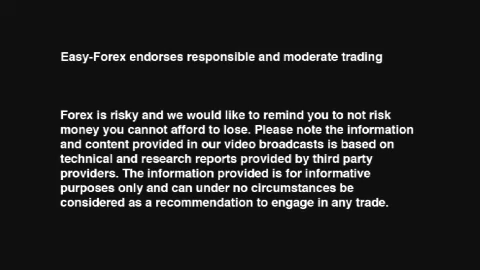 Easy-Forex endorses responsible and moderate trading
Forex is risky and we would like to remind you to not risk
money you cannot afford to lose. Please note the information
and content provided in our video broadcasts is based on
technical and research reports provided by third party
providers. The information provided is for informative
purposes only and can under no circumstances be
considered as a recommendation to engage in any trade.